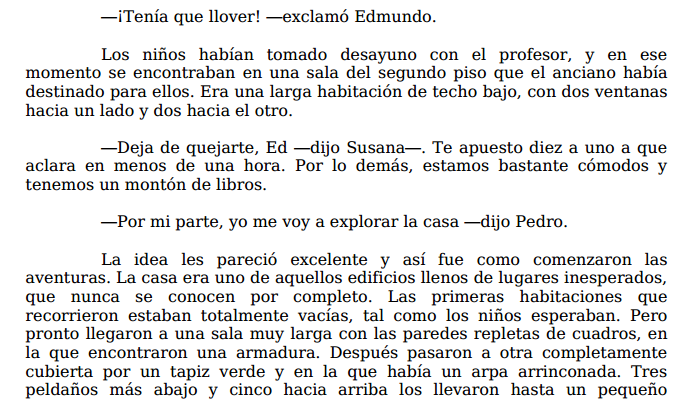 —¡Tenía que llover! —exclamó Edmundo.
Los niños habían tomado desayuno con el profesor, y en ese
momento se encontraban en una sala del segundo piso que el anciano había
destinado para ellos. Era una larga habitación de techo bajo, con dos ventanas
hacia un lado y dos hacia el otro.
—Deja de quejarte, Ed —dijo Susana—. Te apuesto diez a uno a que
aclara en menos de una hora. Por lo demás, estamos bastante cómodos y
tenemos un montón de libros.
—Por mi parte, yo me voy a explorar la casa —dijo Pedro.
La idea les pareció excelente y así fue como comenzaron las
aventuras. La casa era uno de aquellos edificios llenos de lugares inesperados,
que nunca se conocen por completo. Las primeras habitaciones que
recorrieron estaban totalmente vacías, tal como los niños esperaban. Pero
pronto llegaron a una sala muy larga con las paredes repletas de cuadros, en
la que encontraron una armadura. Después pasaron a otra completamente
cubierta por un tapiz verde y en la que había un arpa arrinconada. Tres
peldaños más abajo y cinco hacia arriba los llevaron hasta un pequeño